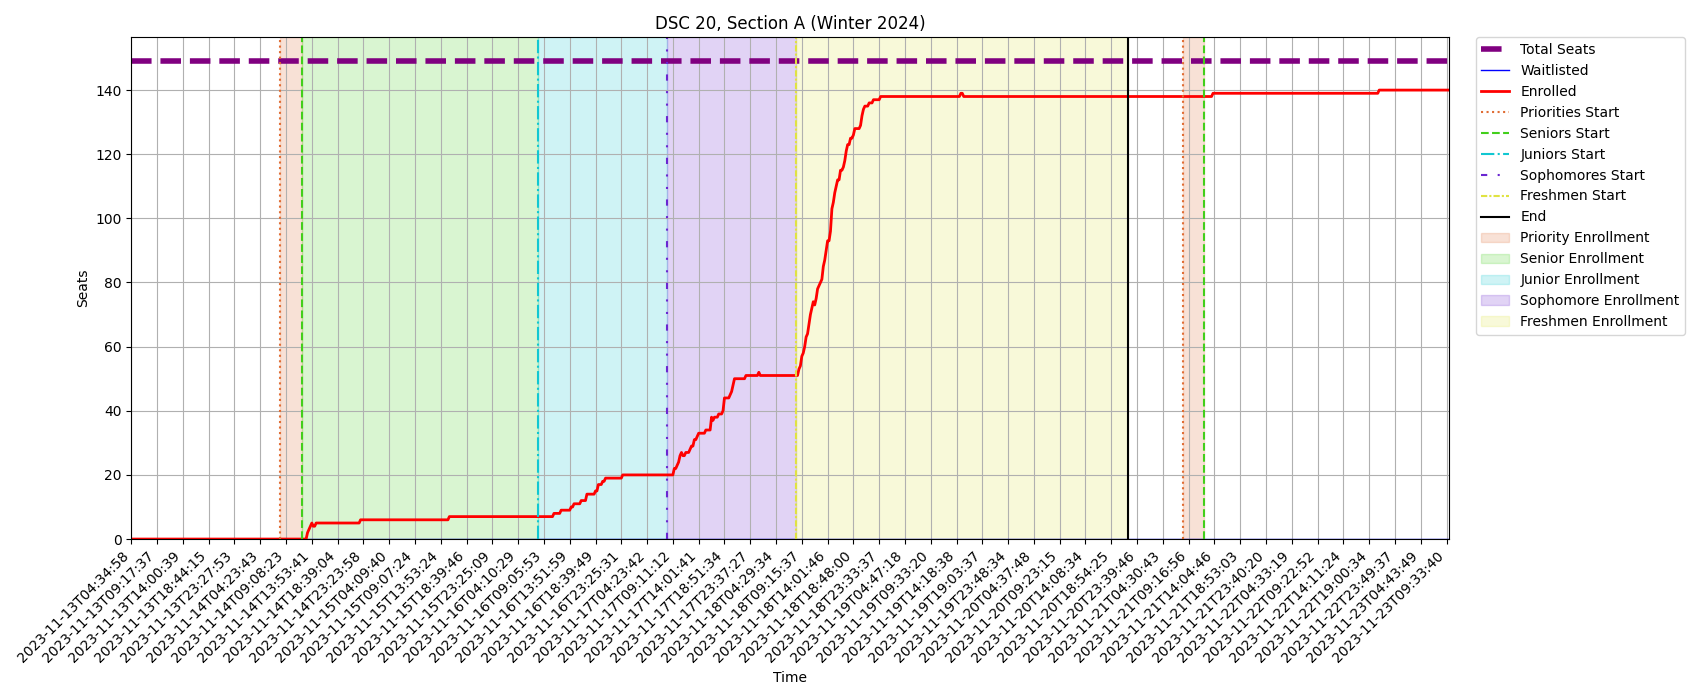 DSC 20, Section A (Winter 2024)
Seats
140
120
100
80
60
40
20
0
2023-11-13T04:34:58
2023-11-13T09:17:37
2023-11-13T14:00:39
2023-11-13T18:44:15
2023-11-13T23:27:53
2023-11-14T04:23:43
2023-11-14T09:08:23
2023-11-14T13:53:41
2023-11-14T18:39:04
2023-11-14T23:23:58
2023-11-15T04:09:40
2023-11-15T09:07:24
2023-11-15T13:53:24
2023-11-15T18:39:46
2023-11-15T23:25:09
2023-11-16T04:10:29
2023-11-16T09:05:53
2023-11-16T13:51:59
2023-11-16T18:39:49
2023-11-16T23:25:31
2023-11-17T04:23:42
2023-11-17T09:11:12
2023-11-17T14:01:41
2023-11-17T18:51:34
2023-11-17T23:37:27
2023-11-18T04:29:34
2023-11-18T09:15:37
2023-11-18T14:01:46
2023-11-18T18:48:00
2023-11-18T23:33:37
2023-11-19T04:47:18
2023-11-19T09:33:20
2023-11-19T14:18:38
2023-11-19T19:03:37
2023-11-19T23:48:34
2023-11-20T04:37:48
2023-11-20T09:23:15
2023-11-20T14:08:34
2023-11-20T18:54:25
2023-11-20T23:39:46
2023-11-21T04:30:43
2023-11-21T09:16:56
2023-11-21T14:04:46
2023-11-21T18:53:03
2023-11-21T23:40:20
2023-11-22T04:33:19
2023-11-22T09:22:52
2023-11-22T14:11:24
2023-11-22T19:00:34
2023-11-22T23:49:37
2023-11-23T04:43:49
2023-11-23T09:33:40
Time
Total Seats
Waitlisted
Enrolled
Priorities Start
Seniors Start
Juniors Start
Sophomores Start
Freshmen Start
End
Priority Enrollment
Senior Enrollment
Junior Enrollment
Sophomore Enrollment
Freshmen Enrollment